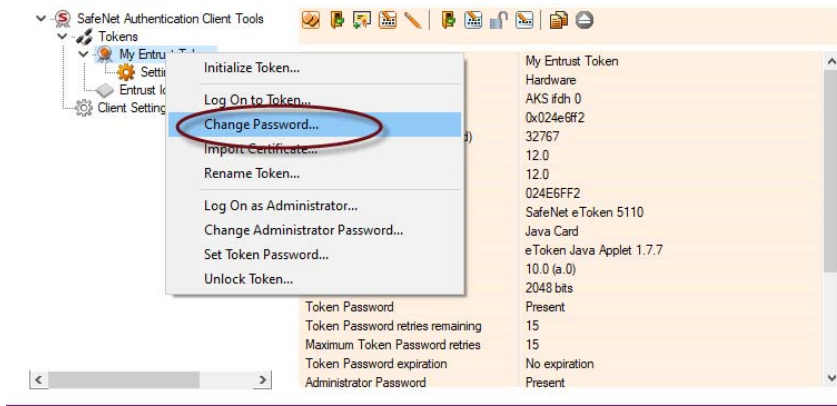 SafeNet Authentication Client Tools
Tokens
My Entrust
Client Setting
Initialize Token...
Log On to Token...
Change Password...
Import Certificate...
Rename Token...
Log On as Administrator...
Change Administrator Password...
Set Token Password...
Unlock Token...
My Entrust Token
Hardware
AKS ifdh 0
0x024e6ff2
32767
12.0
12.0
024E6FF2
SafeNet eToken 5110
Java Card
eToken Java Applet 1.7.7
10.0 (a.0)
2048 bits
Token Password Present
Token Password retries remaining 15
Maximum Token Password retries 15
Token Password expiration No expiration
Administrator Password Present